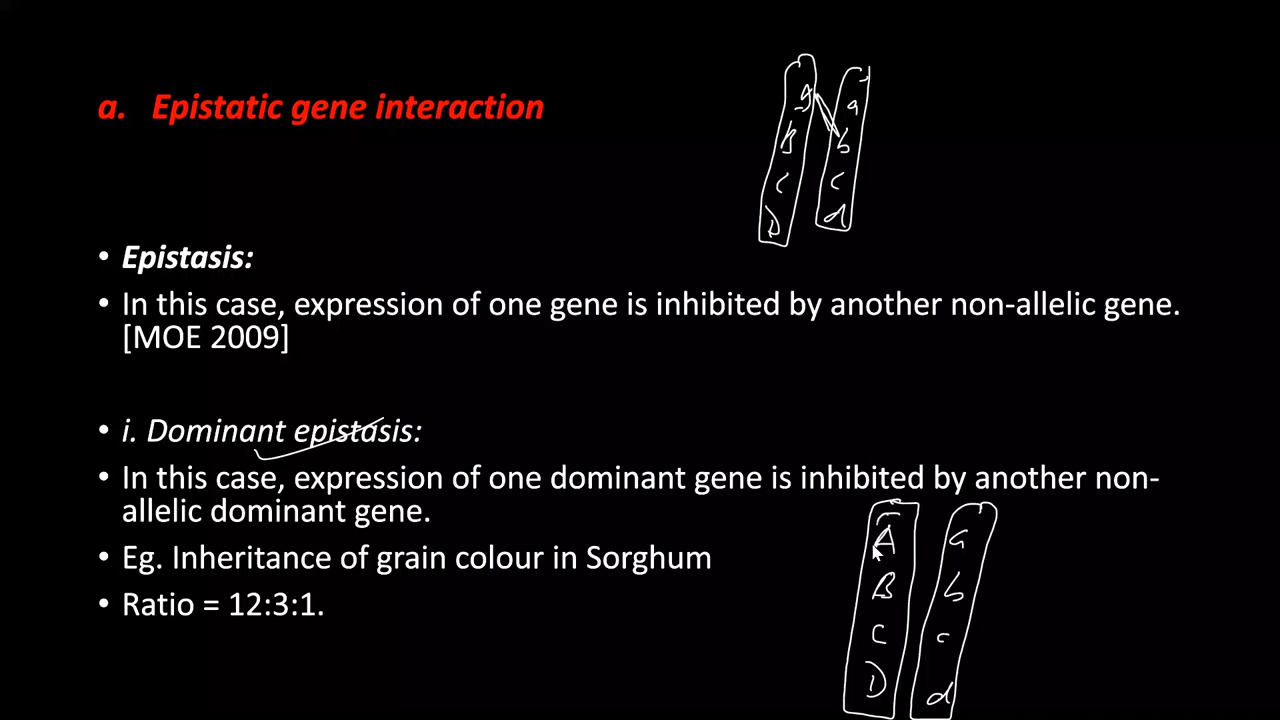 a. Epistatic gene interaction
• Epistasis:
• In this case, expression of one gene is inhibited by another non-allelic gene.
[MOE 2009]
• i. Dominant epistasis:
• In this case, expression of one dominant gene is inhibited by another non-
allelic dominant gene.
• Eg. Inheritance of grain colour in Sorghum
• Ratio = 12:3:1.
a
B b
C c
D d
A a
B b
C c
D d